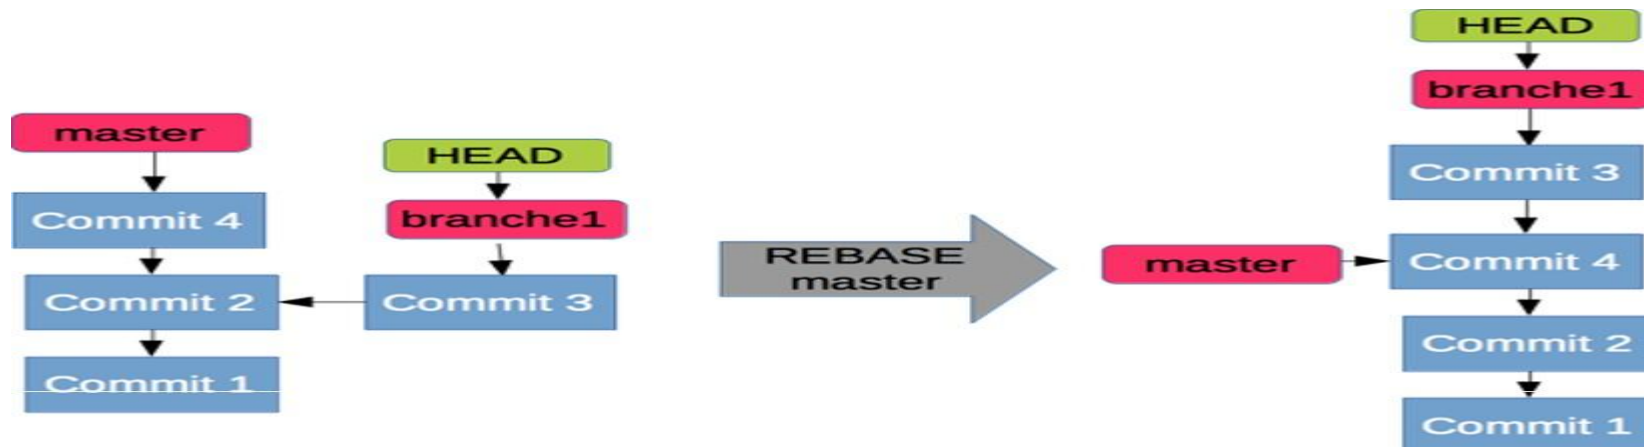 master
Commit 4
Commit 2
Commit 1
HEAD
branche1
Commit 3
REBASE
master
HEAD
branche1
Commit 3
master
Commit 4
Commit 2
Commit 1